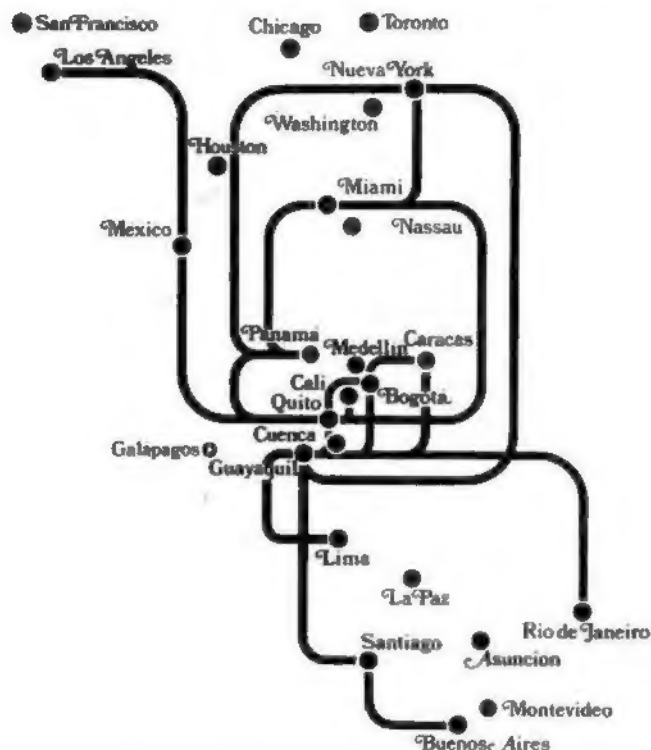 San Francisco
Toronto
Chicago
Los Angeles
Nueva York
Washington
Houston
Miami
Mexico
Nassau
Panama
Medellin
Caracas
Cali
Bogota
Quito
Cuenca
Galapagos
Guayaquil
Lima
La Paz
Rio de Janeiro
Santiago
Asuncion
Montevideo
Buenos Aires